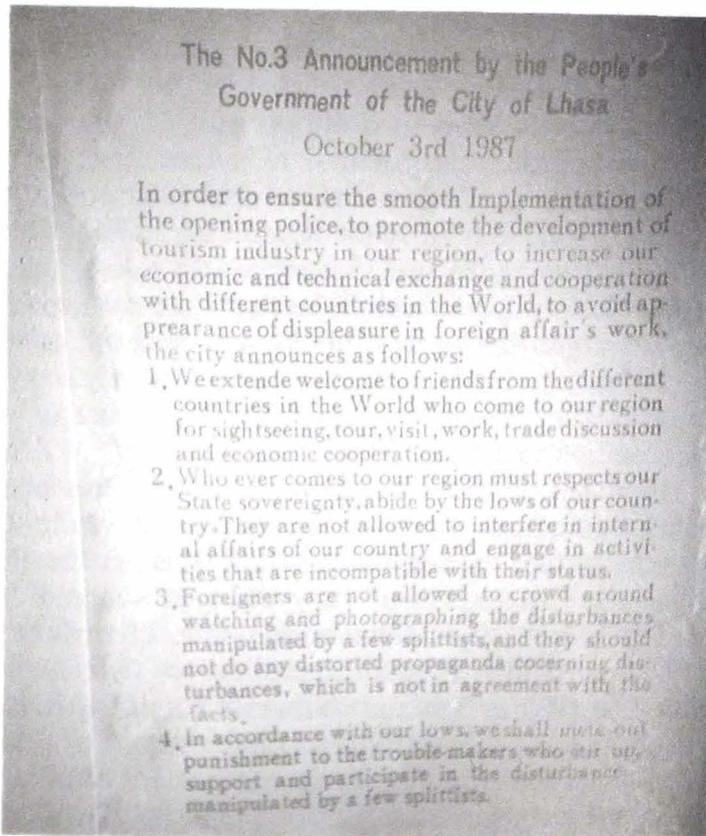 The No.3 Announcement by the People's
Government of the City of Lhasa
October 3rd 1987
In order to ensure the smooth Implementation of
the opening police, to promote the development of
tourism industry in our region, to increase our
economic and technical exchange and cooperation
with different countries in the World, to avoid ap-
prearance of displeasure in foreign affair's work,
the city announces as follows:
1. We extende welcome to friends from the different
countries in the World who come to our region
for sightseeing, tour, visit, work, trade discussion
and economic cooperation.
2. Who ever comes to our region must respects our
State sovereignty, abide by the lows of our coun-
try. They are not allowed to interfere in intern-
al affairs of our country and engage in activi-
ties that are incompatible with their status.
3. Foreigners are not allowed to crowd around
watching and photographing the disturbances
manipulated by a few splittists, and they should
not do any distorted propaganda cocerning dis-
turbances, which is not in agreement with the
facts.
4. In accordance with our lows, we shall mete out
punishment to the trouble-makers who stir up,
support and participate in the disturbance
manipulated by a few splittists.